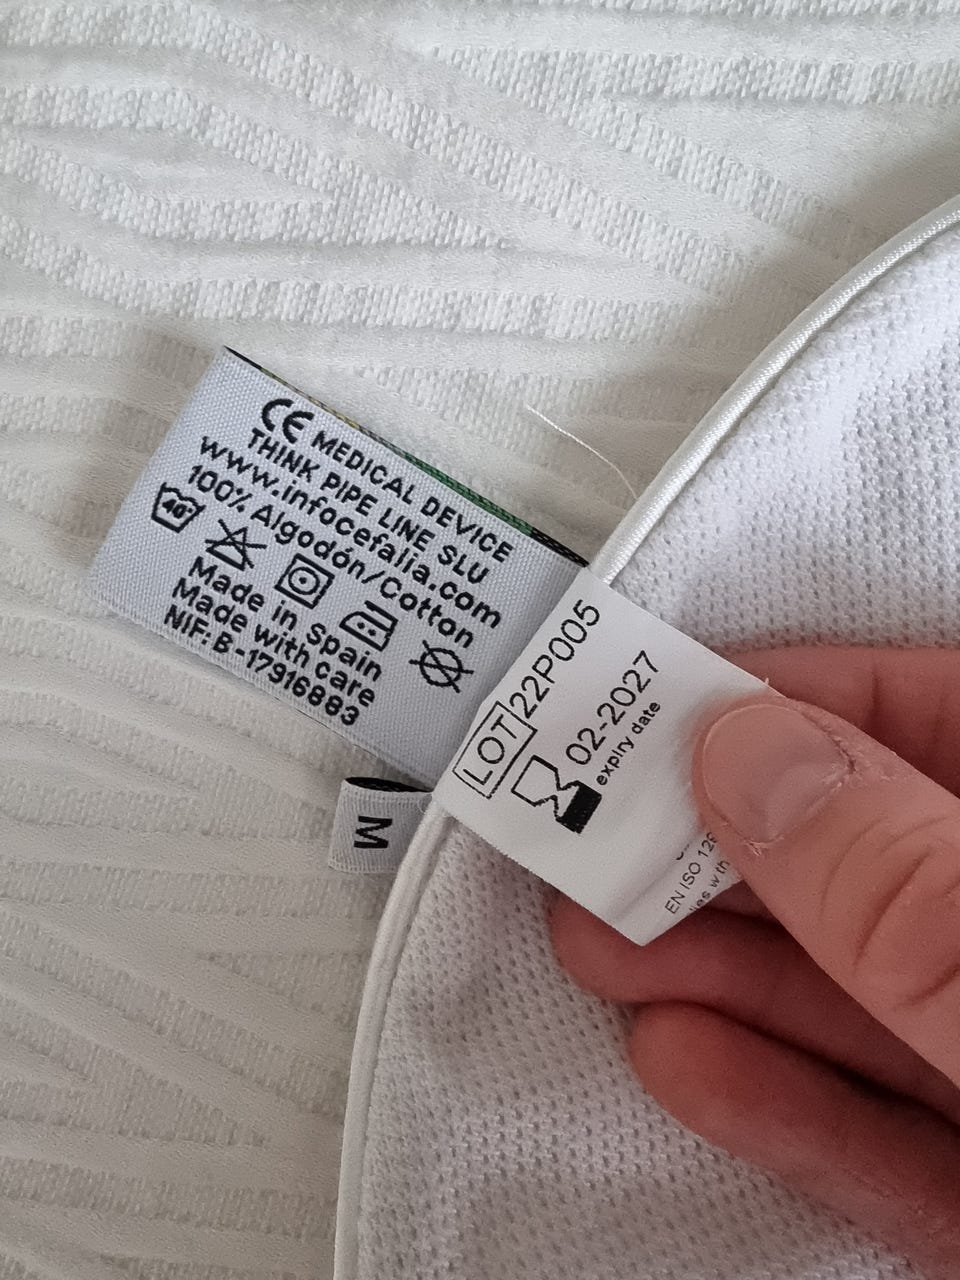 CE MEDICAL DEVICE
THINK PIPE LINE SLU
www.infocefalia.com
100% Algodón/Cotton
40°
Made in Spain
Made with care
NIF: B-17916883
M
LOT 22P005
02-2027
expiry date
EN ISO